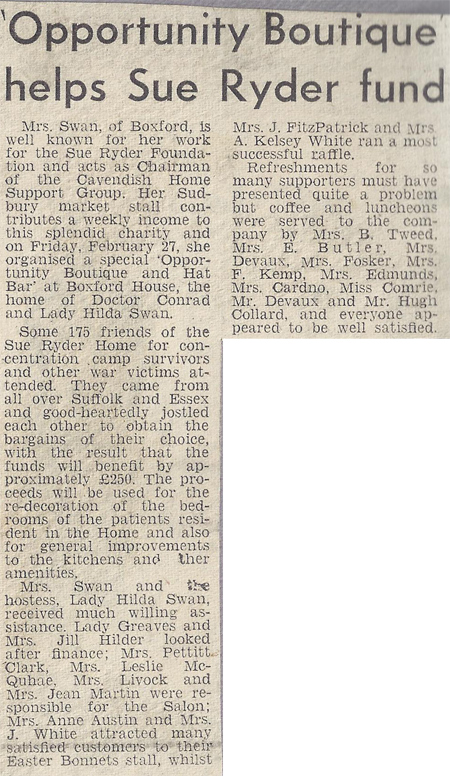 'Opportunity Boutique'
helps Sue Ryder fund
Mrs. Swan, of Boxford, is
well known for her work
for the Sue Ryder Founda-
tion and acts as Chairman
of the Cavendish Home
Support Group. Her Sud-
bury market stall con-
tributes a weekly income to
this splendid charity and
on Friday, February 27, she
organised a special 'Oppor-
tunity Boutique and Hat
Bar' at Boxford House, the
home of Doctor Conrad
and Lady Hilda Swan.
Some 175 friends of the
Sue Ryder Home for con-
centration camp survivors
and other war victims at-
tended. They came from
all over Suffolk and Essex
and good-heartedly jostled
each other to obtain the
bargains of their choice,
with the result that the
funds will benefit by ap-
proximately £250. The pro-
ceeds will be used for the
re-decoration of the bed-
rooms of the patients resi-
dent in the Home and also
for general improvements
to the kitchens and ther
amenities.
Mrs. Swan and the
hostess, Lady Hilda Swan,
received much willing as-
sistance. Lady Greaves and
Mrs. Jill Hilder looked
after finance; Mrs. Pettitt
Clark, Mrs. Leslie Mc-
Quhae, Mrs. Livock and
Mrs. Jean Martin were re-
sponsible for the Salon;
Mrs. Anne Austin and Mrs.
J. White attracted many
satisfied customers to their
Easter Bonnets stall, whilst
Mrs. J. FitzPatrick and Mrs
A. Kelsey White ran a most
successful raffle.
Refreshments for so
many supporters must have
presented quite a problem
but coffee and luncheons
were served to the com-
pany by Mrs. B. Tweed,
Mrs. E. Butler, Mrs.
Devaux, Mrs. Fosker, Mrs.
F. Kemp, Mrs. Edmunds,
Mrs. Cardno, Miss Comrie,
Mr. Devaux and Mr. Hugh
Collard, and everyone ap-
peared to be well satisfied.